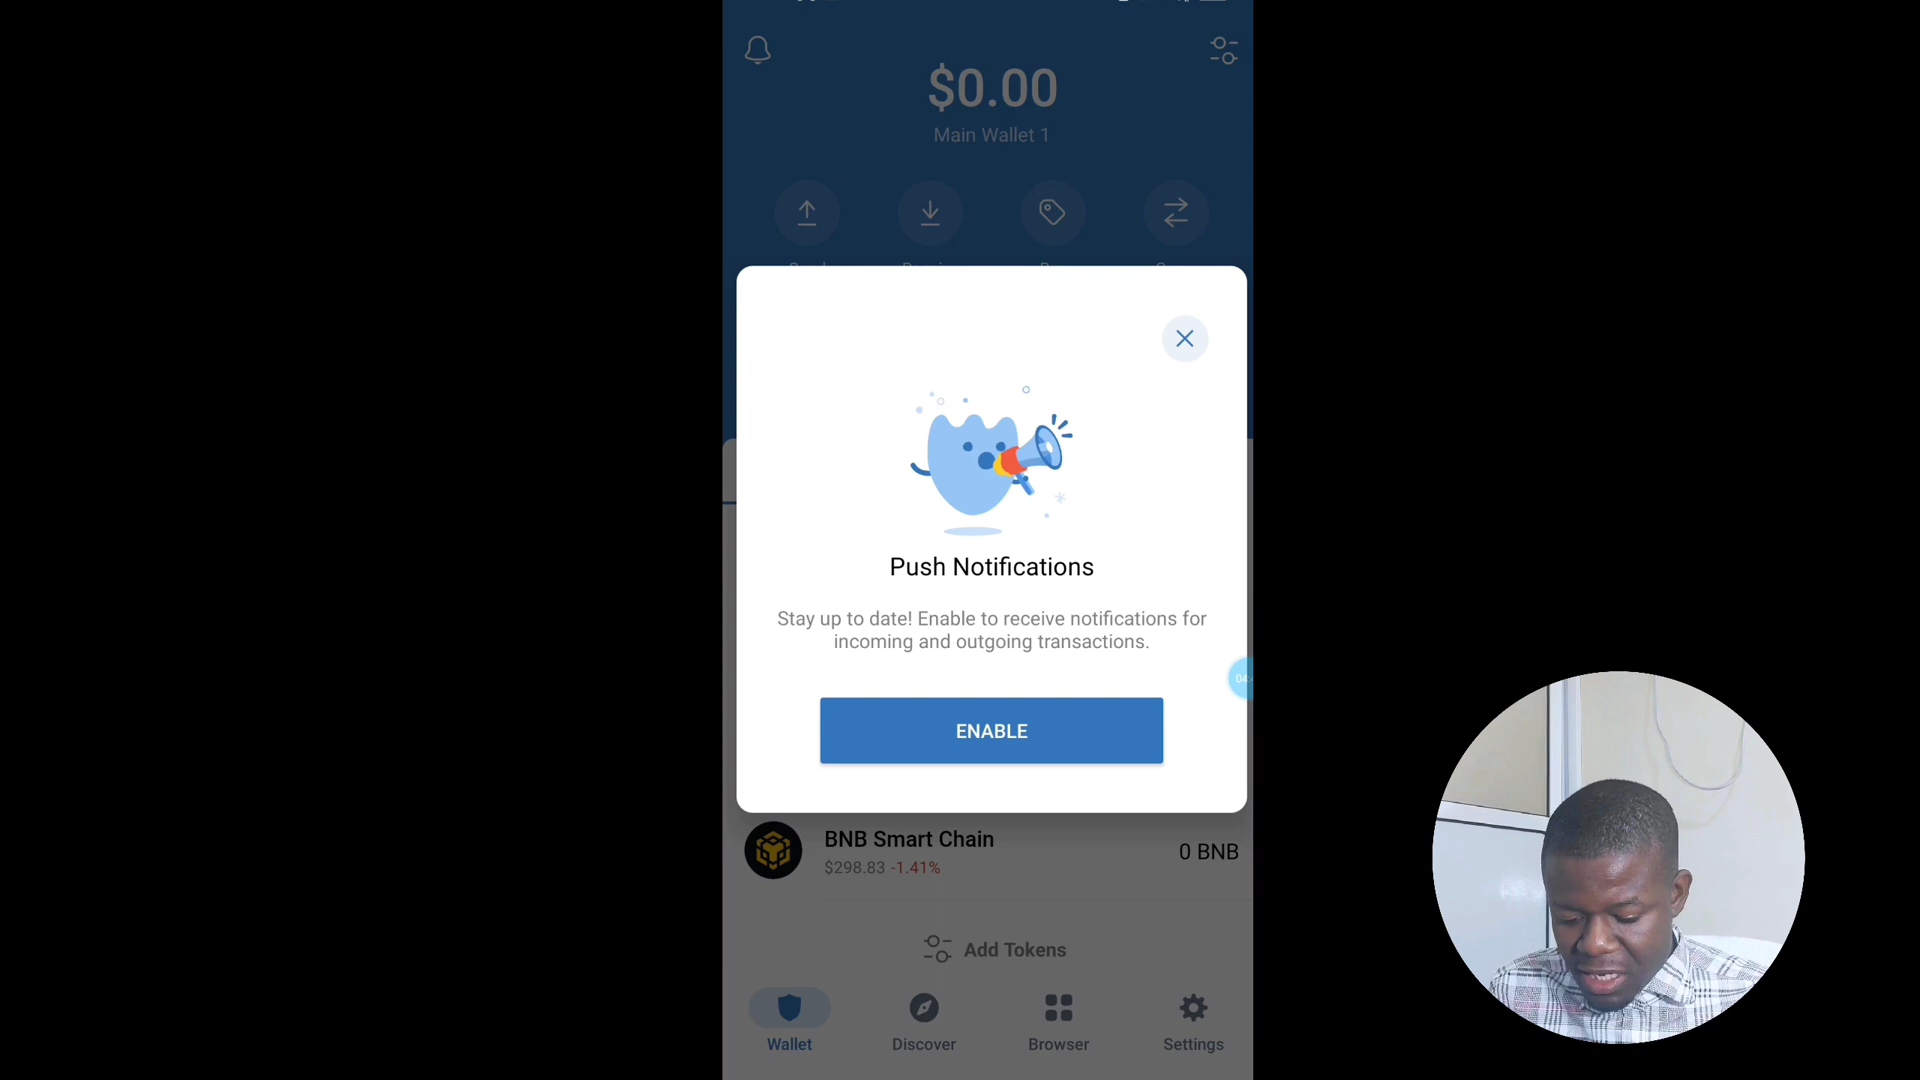 $0.00
Main Wallet 1
Push Notifications
Stay up to date! Enable to receive notifications for
incoming and outgoing transactions.
ENABLE
BNB Smart Chain
0 BNB
$298.83 -1.41%
Add Tokens
Wallet
Discover
Browser
Settings